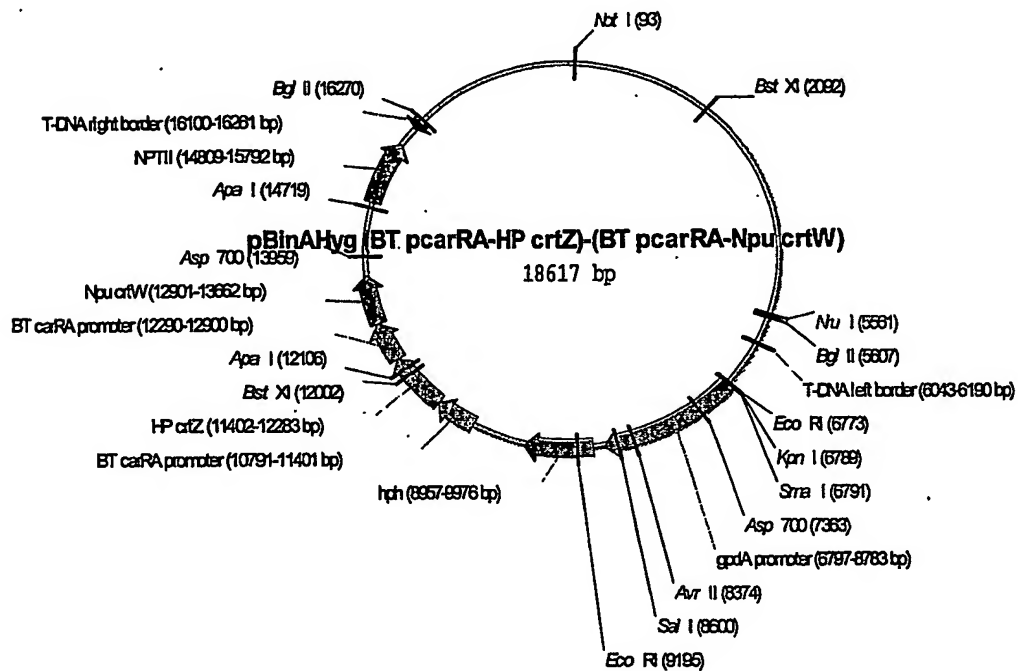 Not I (93)
Bst XI (2092)
Bgl II (16270)
T-DNA right border (16100-16261 bp)
NPTII (14809-15792 bp)
Apa I (14719)
pBinAHyg (BT pcarRA-HP crtZ)-(BT pcarRA-Npu crtW)
18617 bp
Asp 700 (13959)
Npu crtW (12901-13662 bp)
BT carRA promoter (12290-12900 bp)
Apa I (12106)
Bst XI (12002)
HP crtZ (11402-12283 bp)
BT carRA promoter (10791-11401 bp)
hph (8957-9976 bp)
Nru I (5561)
Bgl II (5607)
T-DNA left border (6043-6190 bp)
Eco RI (6773)
Kpn I (6789)
Sma I (6791)
Asp 700 (7363)
gpdA promoter (6797-8783 bp)
Avr II (8374)
Sal I (8600)
Eco RI (9195)